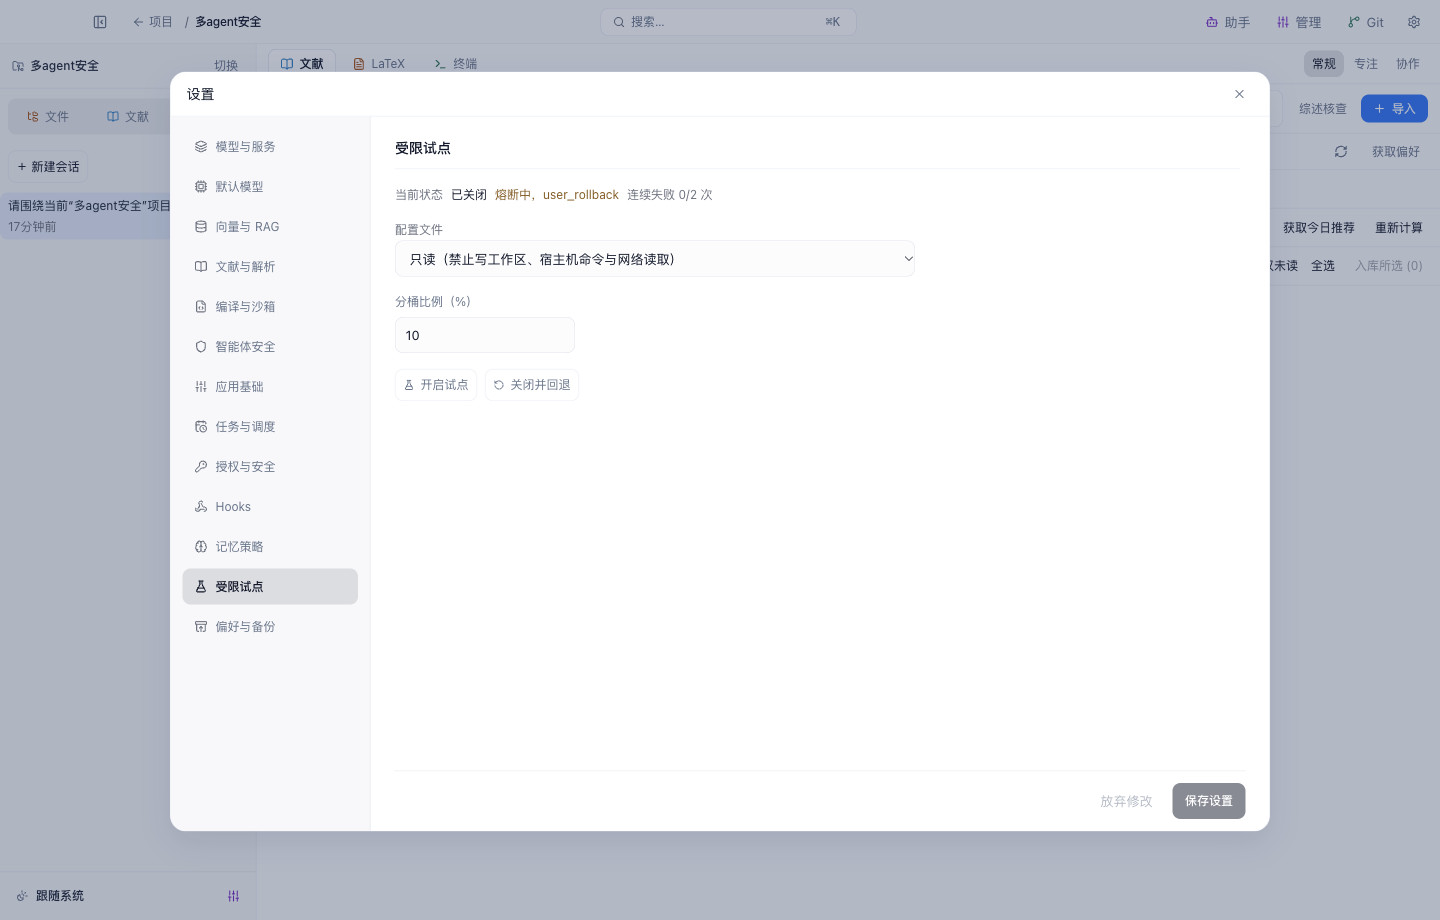 项目 / 多agent安全
搜索... ⌘K
助手 管理 Git
多agent安全 切换
文献 LaTeX 终端
常规 专注 协作
文件 文献
综述核查 导入
获取偏好
新建会话
请围绕当前“多agent安全”项目
17分钟前
获取今日推荐 重新计算
未读 全选 入库所选 (0)
设置
模型与服务
默认模型
向量与 RAG
文献与解析
编译与沙箱
智能体安全
应用基础
任务与调度
授权与安全
Hooks
记忆策略
受限试点
偏好与备份
受限试点
当前状态 已关闭 熔断中，user_rollback 连续失败 0/2 次
配置文件
只读（禁止写工作区、宿主机命令与网络读取）
分桶比例（%）
10
开启试点 关闭并回退
放弃修改 保存设置
跟随系统